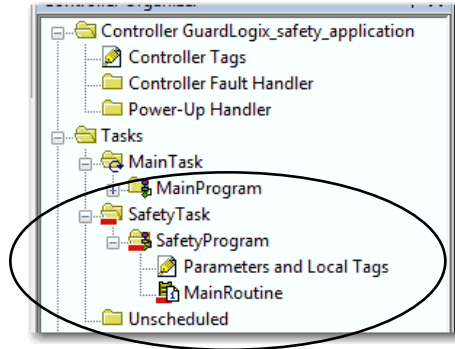 Controller Organizer
Controller GuardLogix_safety_application
Controller Tags
Controller Fault Handler
Power-Up Handler
Tasks
MainTask
MainProgram
SafetyTask
SafetyProgram
Parameters and Local Tags
MainRoutine
Unscheduled